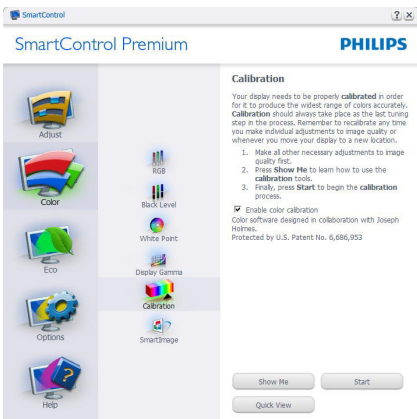 SmartControl
SmartControl Premium
PHILIPS
Adjust
Color
Eco
Options
Help
RGB
Black Level
White Point
Display Gamma
Calibration
SmartImage
Calibration
Your display needs to be properly calibrated in order
for it to produce the widest range of colors accurately.
Calibration should always take place as the last tuning
step in the process. Remember to recalibrate any time
you make individual adjustments to image quality or
whenever your display to a new location.
1. Make all other necessary adjustments to image
quality first.
2. Press Show Me to learn how to use the
calibration tools.
3. Finally, press Start to begin the calibration
process.
Enable color calibration
Color software designed in collaboration with Joseph
Holmes.
Protected by U.S. Patent No. 6,686,953
Show Me
Start
Quick View